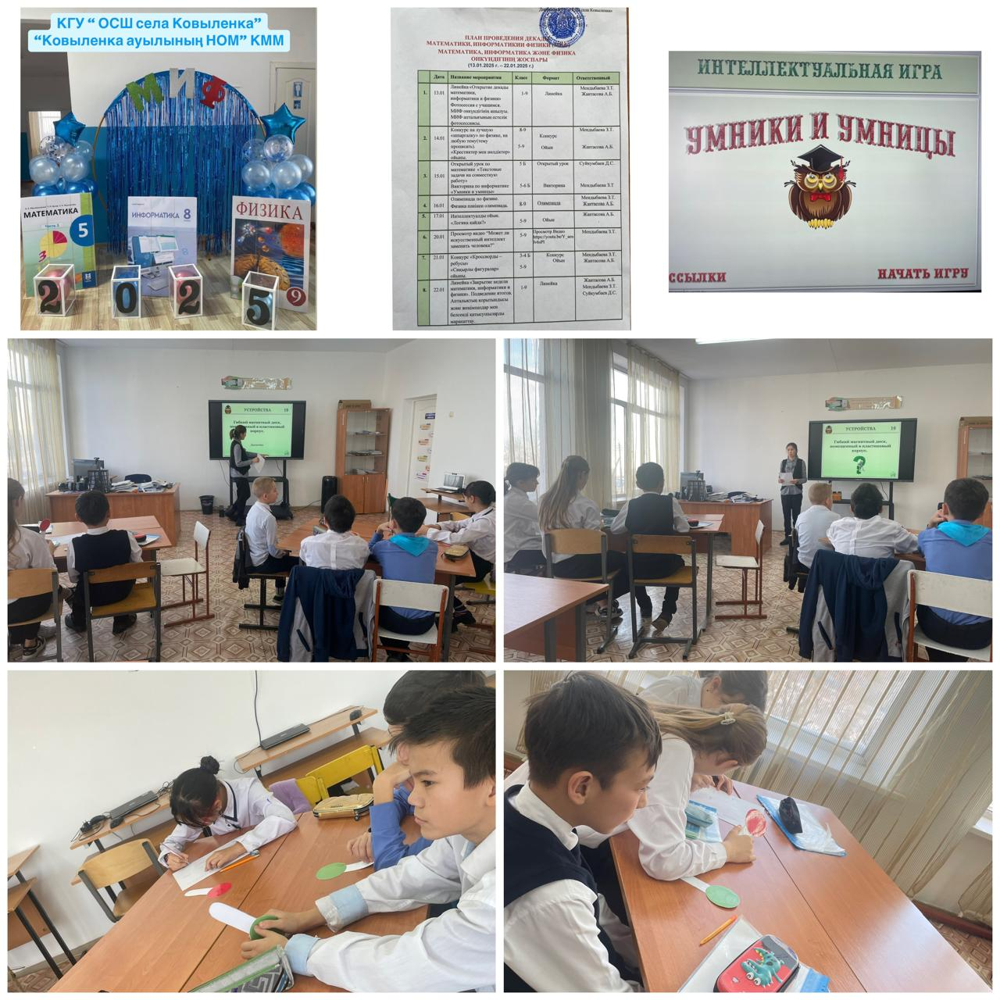 КГУ “ ОСШ села Ковыленка”
“Ковыленка ауылының НОМ” КММ
МИФ
МАТЕМАТИКА
5
ИНФОРМАТИКА 8
ФИЗИКА
9
2 0 2 5
ПЛАН ПРОВЕДЕНИЯ ДЕКАДЫ
МАТЕМАТИКИ, ИНФОРМАТИКИИ ФИЗИКИ
МАТЕМАТИКА, ИНФОРМАТИКА ЖӘНЕ ФИЗИКА
ОНКҮНДІГІНІҢ ЖОСПАРЫ
(13.01.2025 г. – 22.01.2025 г.)
Дата Название мероприятия Класс Формат Ответственный
1. 13.01 Линейка «Открытие декады 1-9 Линейка Мендыбаева З.Т.
математики, Жантасова А.Б.
информатики и физики»
Фотосессия с учащимся.
МИФ онкүндігінің ашылуы.
МИФ апталығының естелік
фотосессиясы.
2. 14.01 Конкурс на лучшую 8-9 Конкурс Мендыбаева З.Т.
«шпаргалку» по физике, на
любую тему(тему
прописать). 5-9 Ойын Жантасова А.Б.
«Крестиктер мен нөлдіктер»
ойыны.
3. 15.01 Открытый урок по 5 Б Открытый урок Суйкумбаев Д.С.
математике «Текстовые
задачи на совместную
работу»
Викторина по информатике 5-6 Б Викторина Мендыбаева З.Т
«Умники и умницы»
4. 16.01 Олимпиада по физике. 8-9 Олимпиада Мендыбаева З.Т.
Физика пәнінен олимпиада. Жантасова А.Б.
5. 17.01 Интеллектуалды ойын. 5-9 Ойын Жантасова А.Б.
«Логика қайда?»
6. 20.01 Просмотр видео "Может ли 5-9 Просмотр Видео Мендыбаева З.Т.
искусственный интеллект
заменить человека?"
7. 21.01 Конкурс «Кроссворды – 3-4 Б Конкурс Мендыбаева З.Т.
ребусы» Ойын Жантасова А.Б.
«Сиқырлы фигуралар» 5-9
ойыны.
8. 22.01 Линейка «Закрытие недели 1-9 Линейка Жантасова А.Б.
математики, информатики и Мендыбаева З.Т.
физики». Подведение итогов. Суйкумбаев Д.С.
Апталықтың қорытындысы
және жеңімпаздар мен
белсенді қатысушыларды
марапаттау.
ИНТЕЛЛЕКТУАЛЬНАЯ ИГРА
УМНИКИ И УМНИЦЫ
ССЫЛКИ
НАЧАТЬ ИГРУ
УСТРОЙСТВА 10
Гибкий магнитный диск,
помещенный в пластиковый
корпус.
УСТРОЙСТВА 10
Гибкий магнитный диск,
помещенный в пластиковый
корпус.
?